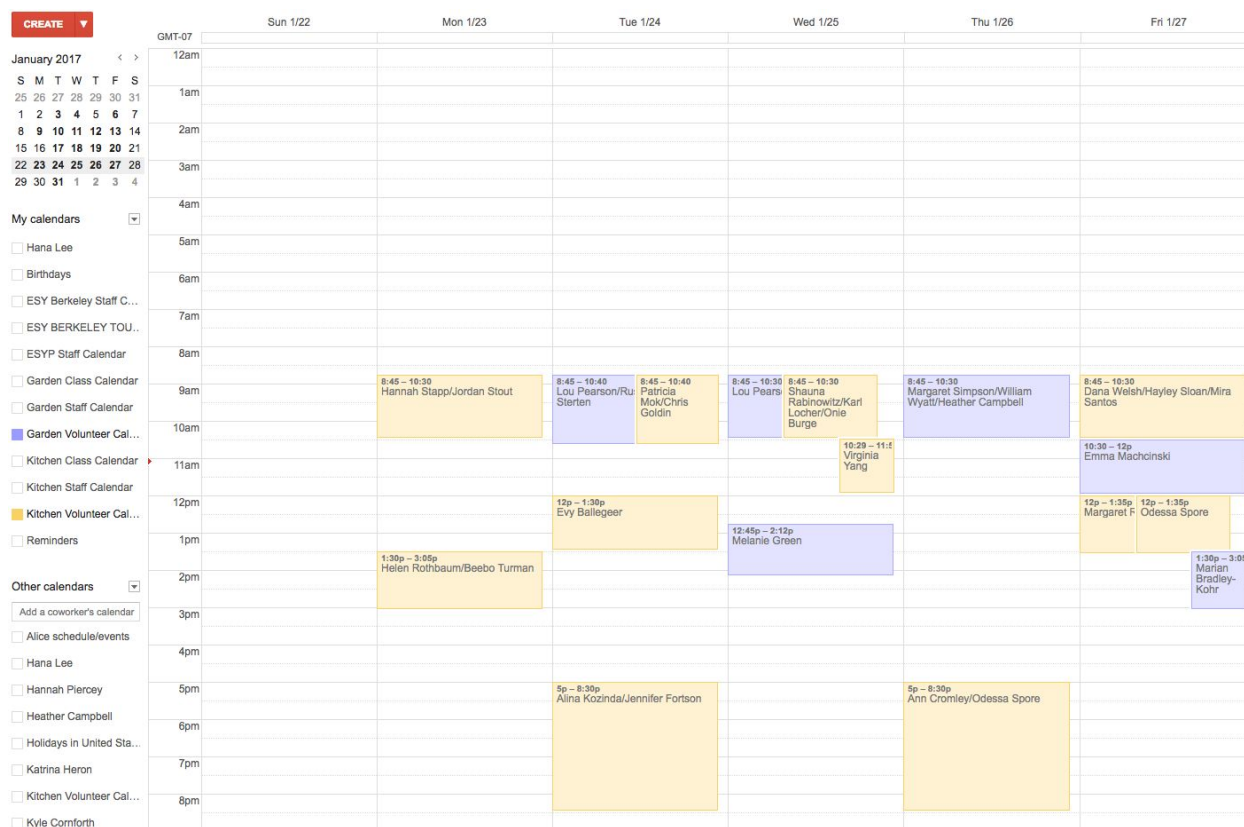 CREATE
Sun 1/22 Mon 1/23 Tue 1/24 Wed 1/25 Thu 1/26 Fri 1/27
GMT-07
January 2017
S M T W T F S
25 26 27 28 29 30 31
1 2 3 4 5 6 7
8 9 10 11 12 13 14
15 16 17 18 19 20 21
22 23 24 25 26 27 28
29 30 31 1 2 3 4
My calendars
Hana Lee
Birthdays
ESY Berkeley Staff C...
ESY BERKELEY TOU...
ESYP Staff Calendar
Garden Class Calendar
Garden Staff Calendar
Garden Volunteer Cal...
Kitchen Class Calendar
Kitchen Staff Calendar
Kitchen Volunteer Cal...
Reminders
Other calendars
Add a coworker's calendar
Alice schedule/events
Hana Lee
Hannah Piercey
Heather Campbell
Holidays in United Sta...
Katrina Heron
Kitchen Volunteer Cal...
Kyle Cornforth
12am
1am
2am
3am
4am
5am
6am
7am
8am
9am
10am
11am
12pm
1pm
2pm
3pm
4pm
5pm
6pm
7pm
8pm
8:45 – 10:30
Hannah Stapp/Jordan Stout
1:30p – 3:05p
Helen Rothbaum/Beebo Turman
8:45 – 10:40
Lou Pearson/Ru
Sterten
8:45 – 10:40
Patricia
Mok/Chris
Goldin
12p – 1:30p
Evy Ballegeer
5p – 8:30p
Alina Kozinda/Jennifer Fortson
8:45 – 10:30
Lou Pears
8:45 – 10:30
Shauna
Rabinowitz/Karl
Locher/Onie
Burge
10:29 – 11:5
Virginia
Yang
12:45p – 2:12p
Melanie Green
8:45 – 10:30
Margaret Simpson/William
Wyatt/Heather Campbell
5p – 8:30p
Ann Cromley/Odessa Spore
8:45 – 10:30
Dana Welsh/Hayley Sloan/Mira
Santos
10:30 – 12p
Emma Machcinski
12p – 1:35p
Margaret R
12p – 1:35p
Odessa Spore
1:30p – 3:05
Marian
Bradley-
Kohr